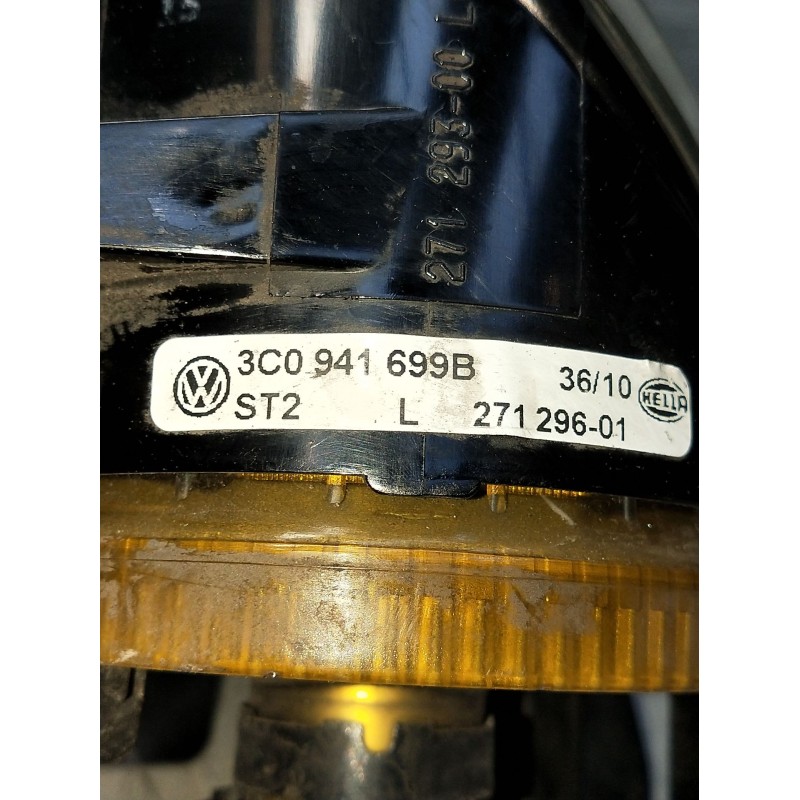 271 293-00 L
3C0 941 699B 36/10 HELLA
ST2 L 271 296-01